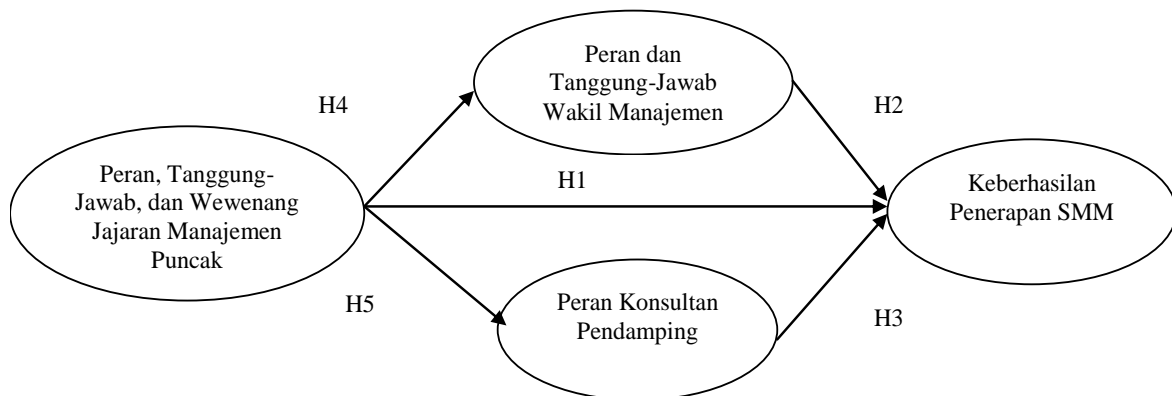 Peran dan
Tanggung-Jawab
Wakil Manajemen
H4
H2
Peran, Tanggung-
Jawab, dan Wewenang
Jajaran Manajemen
Puncak
H1
Keberhasilan
Penerapan SMM
H5
Peran Konsultan
Pendamping
H3